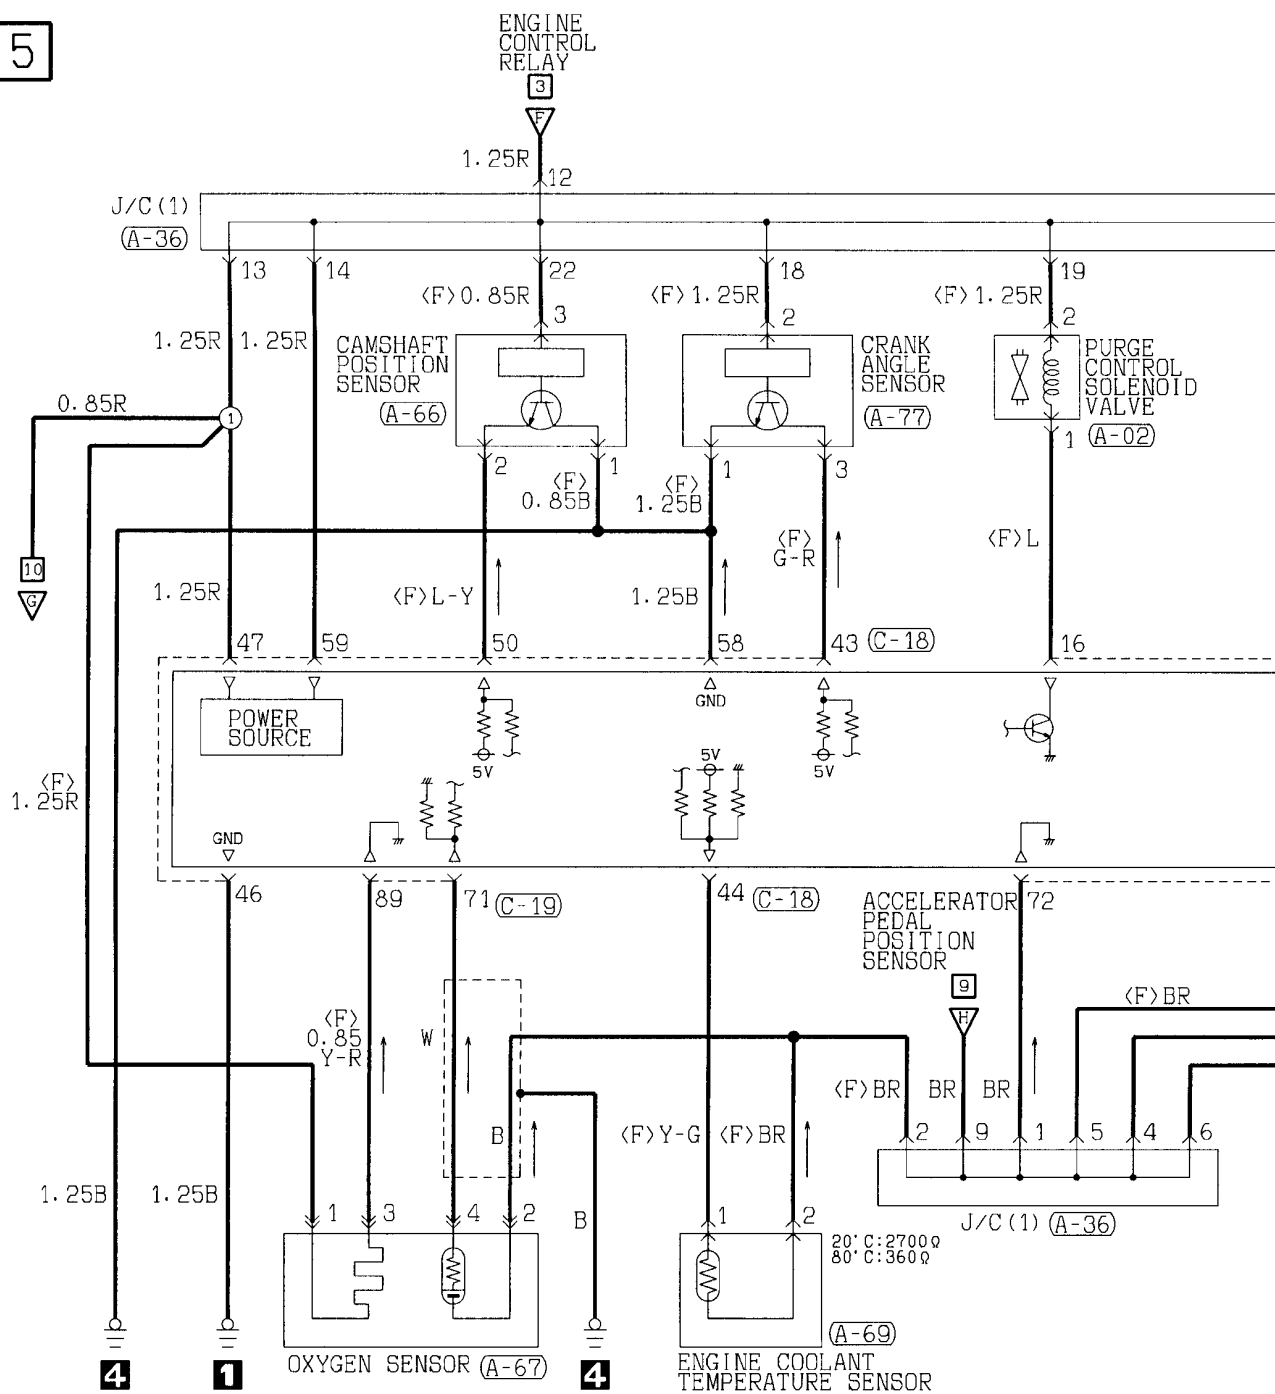 5
ENGINE
CONTROL
RELAY
3
F
1.25R
12
J/C(1)
A-36
13
14
22
18
19
<F>0.85R
<F>1.25R
<F>1.25R
3
2
2
1.25R
1.25R
CAMSHAFT
POSITION
SENSOR
A-66
CRANK
ANGLE
SENSOR
A-77
PURGE
CONTROL
SOLENOID
VALVE
A-02
0.85R
1
2
1
1
3
1
<F>
0.85B
<F>
1.25B
<F>
G-R
<F>L
10
G
1.25R
<F>L-Y
1.25B
47
59
50
58
43
C-18
16
POWER
SOURCE
GND
5V
5V
5V
<F>
1.25R
GND
46
89
71
C-19
44
C-18
ACCELERATOR
PEDAL
POSITION
SENSOR
72
9
H
<F>BR
<F>
0.85
Y-R
W
B
<F>Y-G
<F>BR
<F>BR
BR
BR
2
9
1
5
4
6
J/C(1)
A-36
1.25B
1.25B
1
3
4
2
B
1
2
20°C:2700Ω
80°C:360Ω
A-69
4
1
OXYGEN SENSOR
A-67
4
ENGINE COOLANT
TEMPERATURE SENSOR